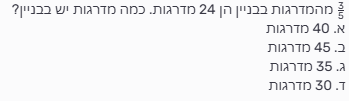 3/5 מהמדרגות בבניין הן 24 מדרגות. כמה מדרגות יש בבניין?
א. 40 מדרגות
ב. 45 מדרגות
ג. 35 מדרגות
ד. 30 מדרגות